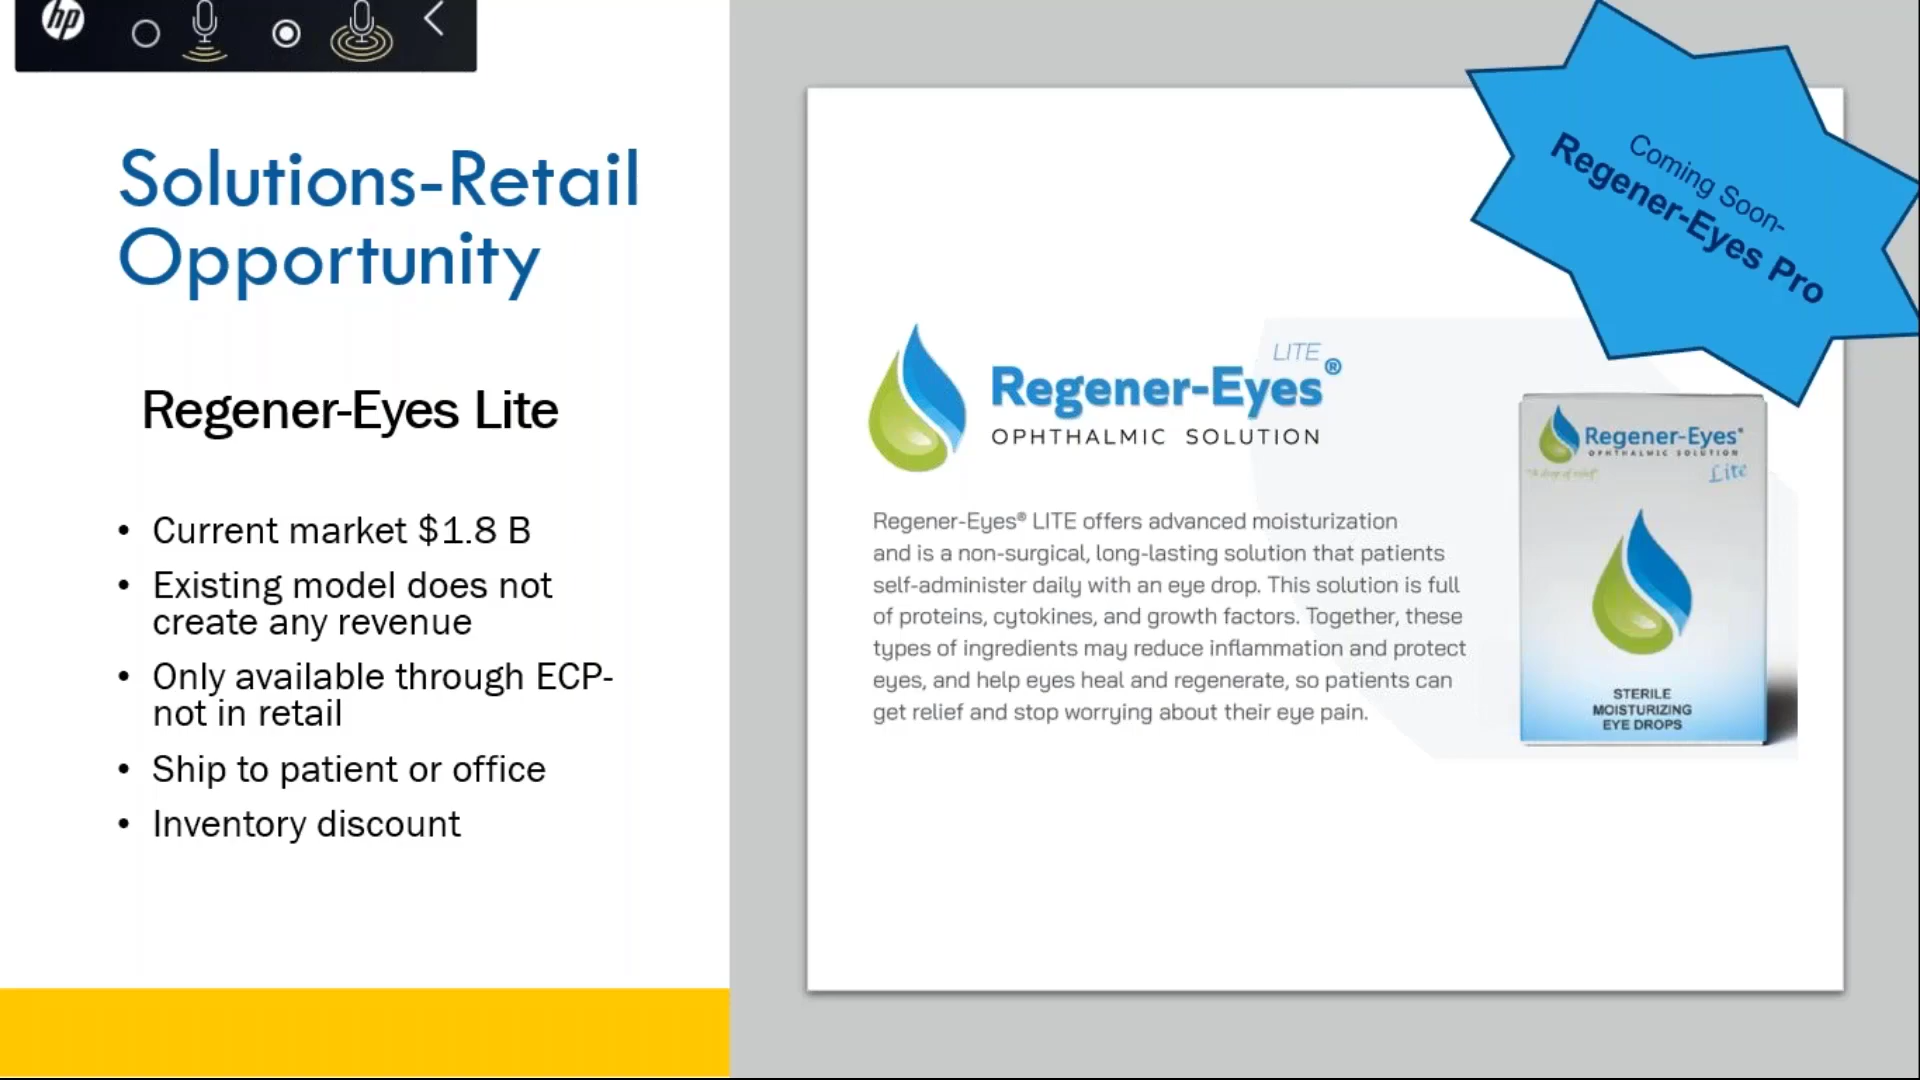 hp
Solutions-Retail
Opportunity
Regener-Eyes Lite
• Current market $1.8 B
• Existing model does not
create any revenue
• Only available through ECP-
not in retail
• Ship to patient or office
• Inventory discount
Coming Soon-
Regener-Eyes Pro
LITE
Regener-Eyes®
OPHTHALMIC SOLUTION
Regener-Eyes® LITE offers advanced moisturization
and is a non-surgical, long-lasting solution that patients
self-administer daily with an eye drop. This solution is full
of proteins, cytokines, and growth factors. Together, these
types of ingredients may reduce inflammation and protect
eyes, and help eyes heal and regenerate, so patients can
get relief and stop worrying about their eye pain.
Regener-Eyes®
OPHTHALMIC SOLUTION
"A drop of relief"
Lite
STERILE
MOISTURIZING
EYE DROPS